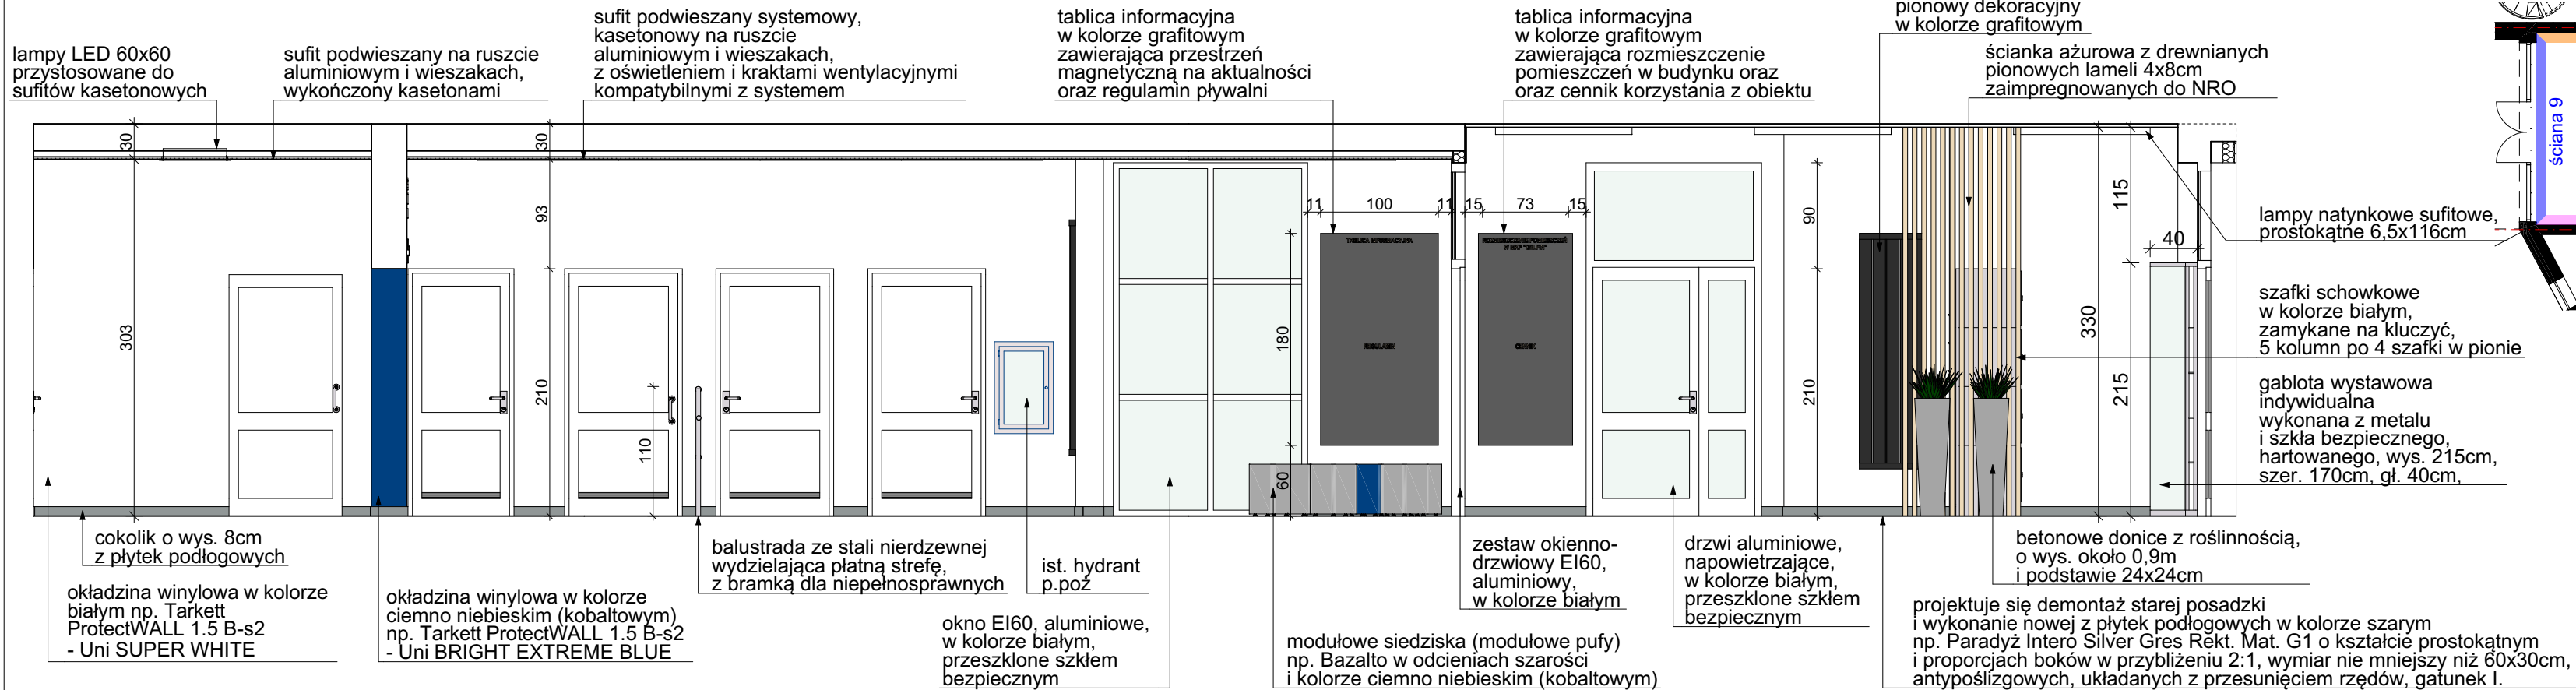 lampy LED 60x60
przystosowane do
sufitów kasetonowych
sufit podwieszany na ruszcie
aluminiowym i wieszakach,
wykończony kasetonami
sufit podwieszany systemowy,
kasetonowy na ruszcie
aluminiowym i wieszakach,
z oświetleniem i kraktami wentylacyjnymi
kompatybilnymi z systemem
tablica informacyjna
w kolorze grafitowym
zawierająca przestrzeń
magnetyczną na aktualności
oraz regulamin pływalni
tablica informacyjna
w kolorze grafitowym
zawierająca rozmieszczenie
pomieszczeń w budynku oraz
oraz cennik korzystania z obiektu
pionowy dekoracyjny
w kolorze grafitowym
ścianka ażurowa z drewnianych
pionowych lameli 4x8cm
zaimpregnowanych do NRO
ściana 9
30
303
30
93
210
110
11
100
11
15
73
15
180
60
TABLICA INFORMACYJNA
REGULAMIN
ROZMIESZCZENIE POMIESZCZEŃ
W MKP "DELFIN"
CENNIK
90
210
330
115
215
40
lampy natynkowe sufitowe,
prostokątne 6,5x116cm
szafki schowkowe
w kolorze białym,
zamykane na kluczyć,
5 kolumn po 4 szafki w pionie
gablota wystawowa
indywidualna
wykonana z metalu
i szkła bezpiecznego,
hartowanego, wys. 215cm,
szer. 170cm, gł. 40cm,
cokolik o wys. 8cm
z płytek podłogowych
okładzina winylowa w kolorze
białym np. Tarkett
ProtectWALL 1.5 B-s2
- Uni SUPER WHITE
okładzina winylowa w kolorze
ciemno niebieskim (kobaltowym)
np. Tarkett ProtectWALL 1.5 B-s2
- Uni BRIGHT EXTREME BLUE
balustrada ze stali nierdzewnej
wydzielająca płatną strefę,
z bramką dla niepełnosprawnych
ist. hydrant
p.poż
okno EI60, aluminiowe,
w kolorze białym,
przeszklone szkłem
bezpiecznym
modułowe siedziska (modułowe pufy)
np. Bazalto w odcieniach szarości
i kolorze ciemno niebieskim (kobaltowym)
zestaw okienno-
drzwiowy EI60,
aluminiowy,
w kolorze białym
drzwi aluminiowe,
napowietrzające,
w kolorze białym,
przeszklone szkłem
bezpiecznym
betonowe donice z roślinnością,
o wys. około 0,9m
i podstawie 24x24cm
projektuje się demontaż starej posadzki
i wykonanie nowej z płytek podłogowych w kolorze szarym
np. Paradyż Intero Silver Gres Rekt. Mat. G1 o kształcie prostokątnym
i proporcjach boków w przybliżeniu 2:1, wymiar nie mniejszy niż 60x30cm,
antypoślizgowych, układanych z przesunięciem rzędów, gatunek I.